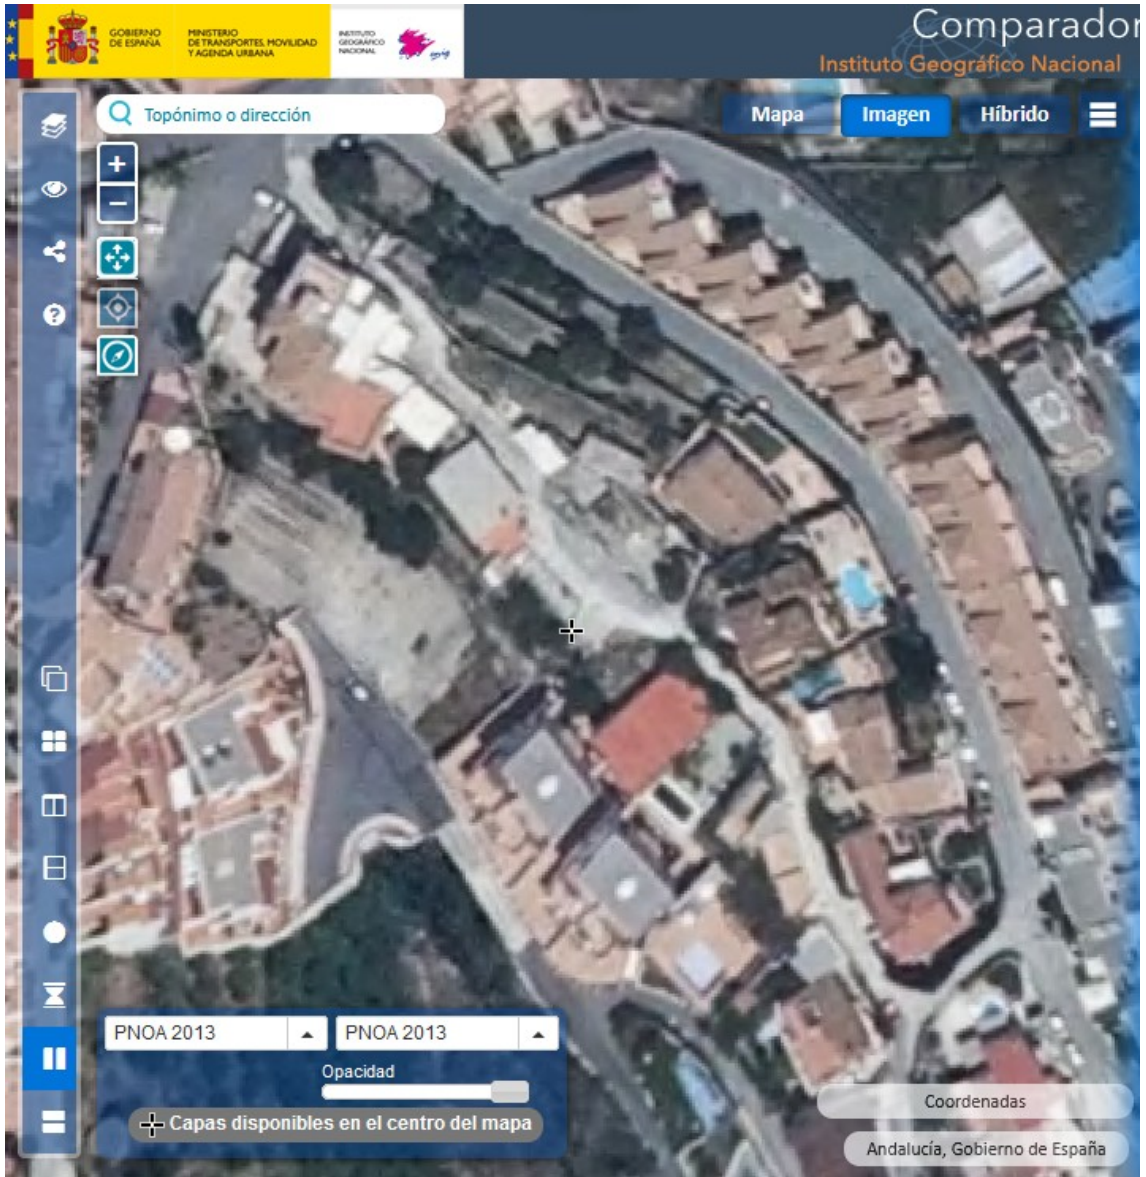 GOBIERNO
DE ESPAÑA
MINISTERIO
DE TRANSPORTES, MOVILIDAD
Y AGENDA URBANA
INSTITUTO
GEOGRÁFICO
NACIONAL
Comparador
Instituto Geográfico Nacional
Topónimo o dirección
Mapa
Imagen
Híbrido
PNOA 2013
PNOA 2013
Opacidad
Capas disponibles en el centro del mapa
Coordenadas
Andalucía, Gobierno de España